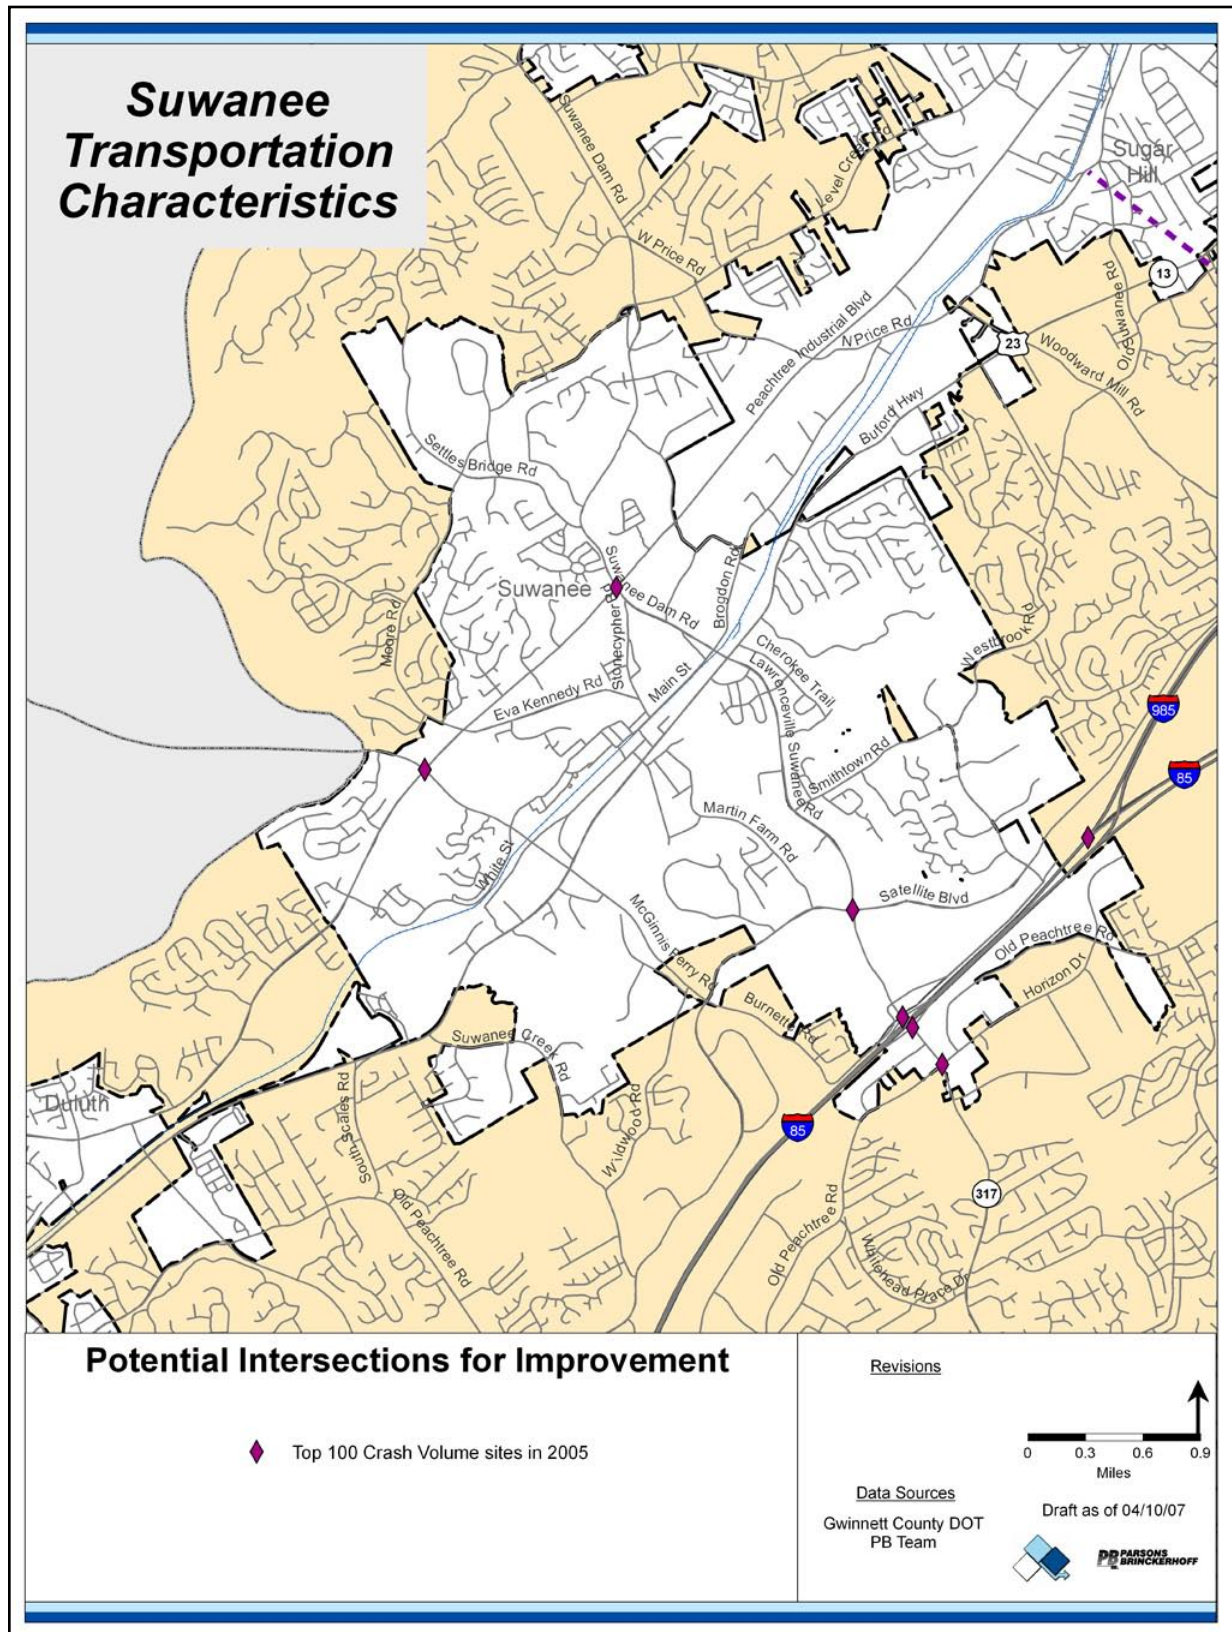 Suwanee
Transportation
Characteristics
Sugar
Hill
Suwanee Dam Rd
Level Creek Rd
W Price Rd
13
Old Suwanee Rd
Peachtree Industrial Blvd
N Price Rd
23
Woodward Mill Rd
Buford Hwy
Settles Bridge Rd
Suwanee
Suwanee Dam Rd
Stonecypher Rd
Brogdon Rd
Moore Rd
Westbrook Rd
Cherokee Trail
Eva Kennedy Rd
Main St
Lawrenceville Suwanee Rd
985
Smithtown Rd
85
Martin Farm Rd
White St
Satellite Blvd
McGinnis Ferry Rd
Old Peachtree Rd
Horizon Dr
Burnette Rd
Suwanee Creek Rd
Duluth
South Scales Rd
Wildwood Rd
85
317
Old Peachtree Rd
Old Peachtree Rd
Whitehead Place Dr
Potential Intersections for Improvement
Top 100 Crash Volume sites in 2005
Revisions
0 0.3 0.6 0.9
Miles
Data Sources
Gwinnett County DOT
PB Team
Draft as of 04/10/07
PB PARSONS
BRINCKERHOFF